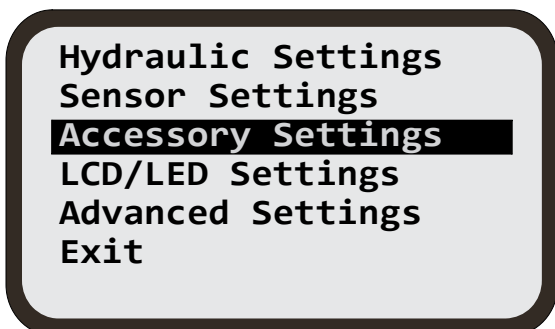 Hydraulic Settings
Sensor Settings
Accessory Settings
LCD/LED Settings
Advanced Settings
Exit